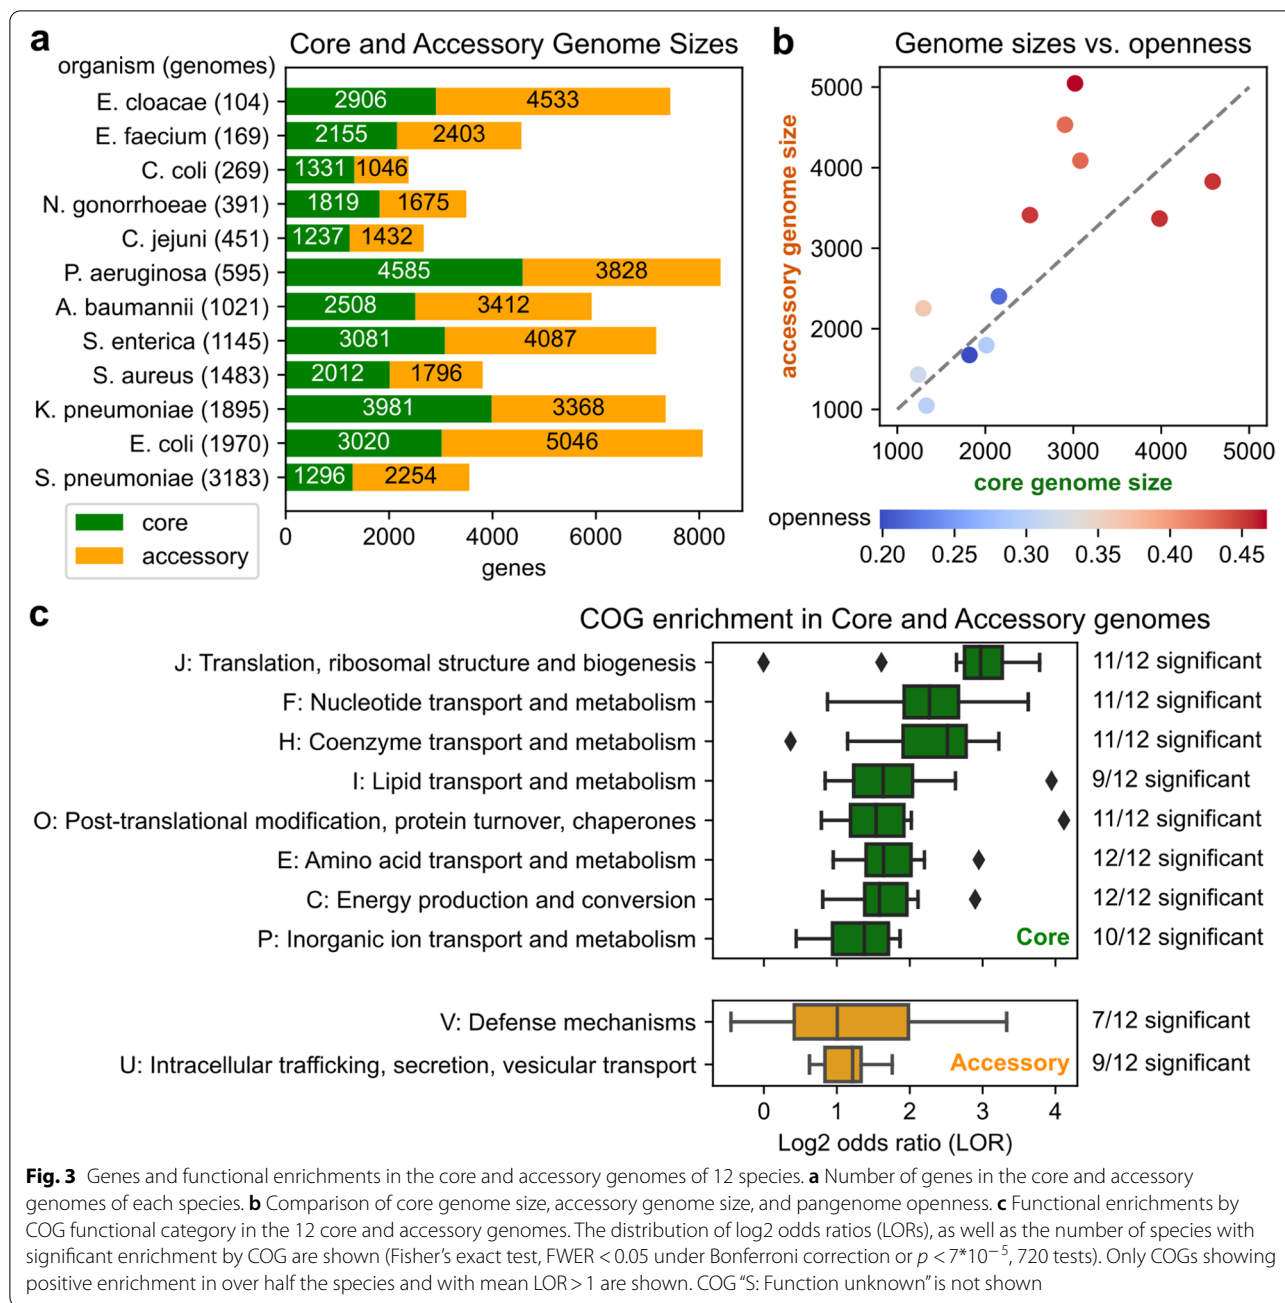 a
Core and Accessory Genome Sizes
organism (genomes)
E. cloacae (104) 2906 4533
E. faecium (169) 2155 2403
C. coli (269) 1331 1046
N. gonorrhoeae (391) 1819 1675
C. jejuni (451) 1237 1432
P. aeruginosa (595) 4585 3828
A. baumannii (1021) 2508 3412
S. enterica (1145) 3081 4087
S. aureus (1483) 2012 1796
K. pneumoniae (1895) 3981 3368
E. coli (1970) 3020 5046
S. pneumoniae (3183) 1296 2254
core
accessory
0 2000 4000 6000 8000
genes
b
Genome sizes vs. openness
accessory genome size
5000
4000
3000
2000
1000
1000 2000 3000 4000 5000
core genome size
openness
0.20 0.25 0.30 0.35 0.40 0.45
c
COG enrichment in Core and Accessory genomes
J: Translation, ribosomal structure and biogenesis 11/12 significant
F: Nucleotide transport and metabolism 11/12 significant
H: Coenzyme transport and metabolism 11/12 significant
I: Lipid transport and metabolism 9/12 significant
O: Post-translational modification, protein turnover, chaperones 11/12 significant
E: Amino acid transport and metabolism 12/12 significant
C: Energy production and conversion 12/12 significant
P: Inorganic ion transport and metabolism Core 10/12 significant
V: Defense mechanisms 7/12 significant
U: Intracellular trafficking, secretion, vesicular transport Accessory 9/12 significant
0 1 2 3 4
Log2 odds ratio (LOR)
Fig. 3 Genes and functional enrichments in the core and accessory genomes of 12 species. a Number of genes in the core and accessory
genomes of each species. b Comparison of core genome size, accessory genome size, and pangenome openness. c Functional enrichments by
COG functional category in the 12 core and accessory genomes. The distribution of log2 odds ratios (LORs), as well as the number of species with
significant enrichment by COG are shown (Fisher's exact test, FWER < 0.05 under Bonferroni correction or p < 7*10⁻⁵, 720 tests). Only COGs showing
positive enrichment in over half the species and with mean LOR > 1 are shown. COG "S: Function unknown" is not shown